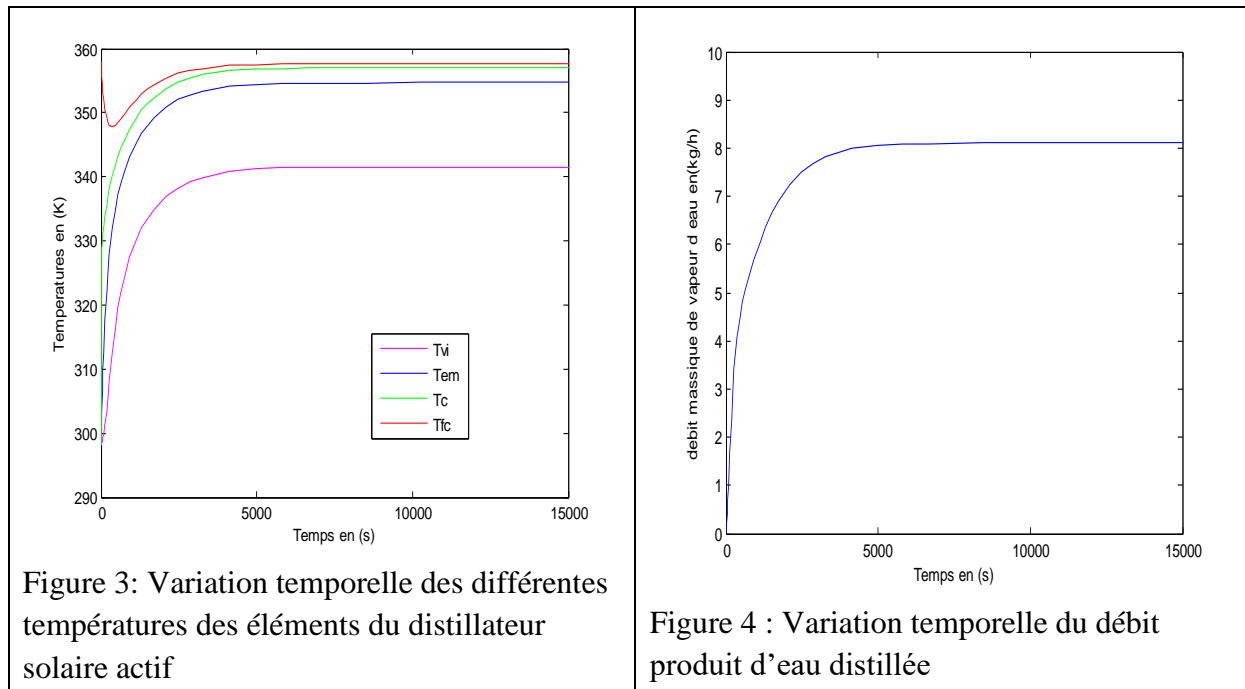 360
350
340
330
320
310
300
290
Temperatures en (K)
Tvi
Tem
Tc
Tfc
0
5000
10000
15000
Temps en (s)
Figure 3: Variation temporelle des différentes
températures des éléments du distillateur
solaire actif
10
9
8
7
6
5
4
3
2
1
0
debit massique de vapeur d eau en(kg/h)
0
5000
10000
15000
Temps en (s)
Figure 4 : Variation temporelle du débit
produit d’eau distillée